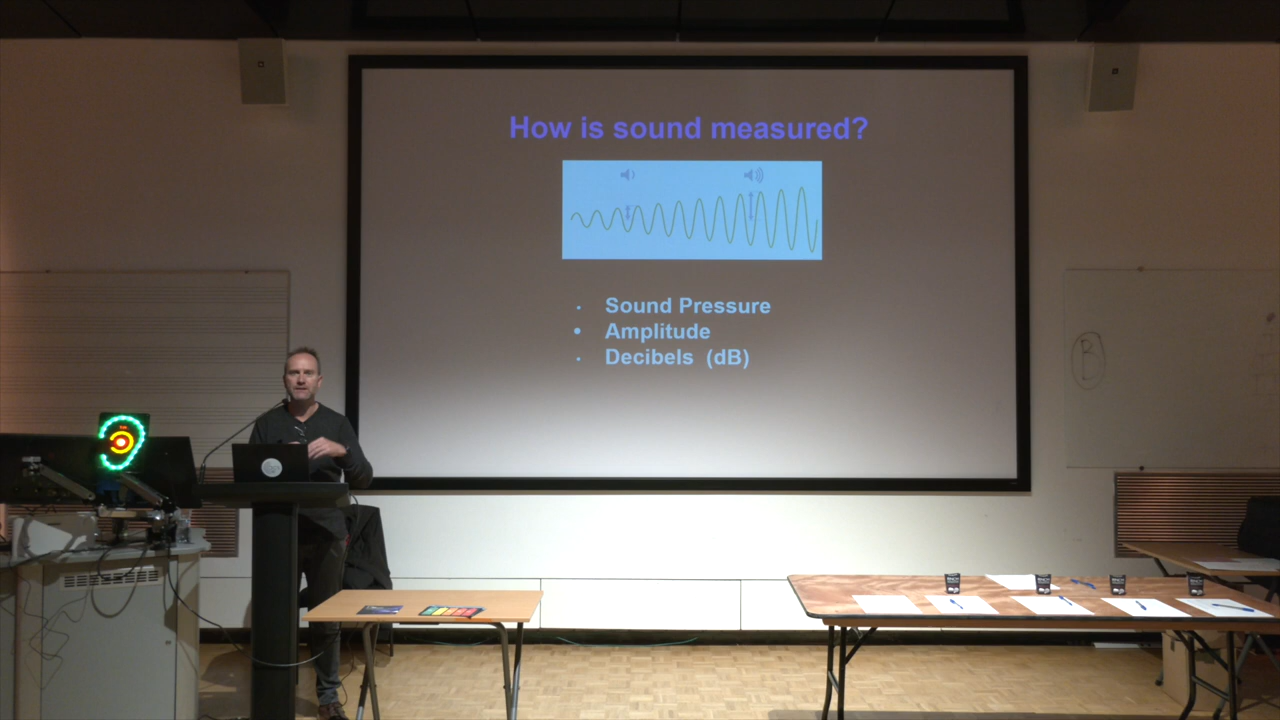 How is sound measured?
Sound Pressure
Amplitude
Decibels (dB)
B